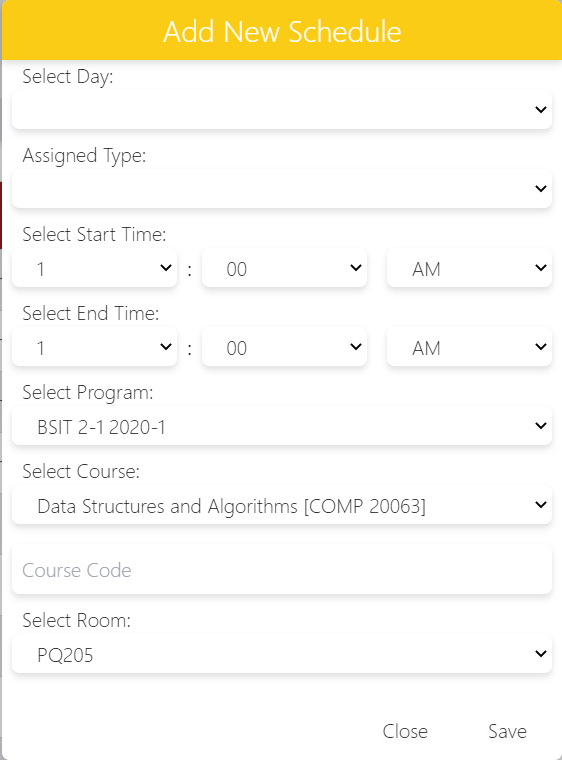 Add New Schedule
Select Day:
Assigned Type:
Select Start Time:
1 : 00 AM
Select End Time:
1 : 00 AM
Select Program:
BSIT 2-1 2020-1
Select Course:
Data Structures and Algorithms [COMP 20063]
Course Code
Select Room:
PQ205
Close Save